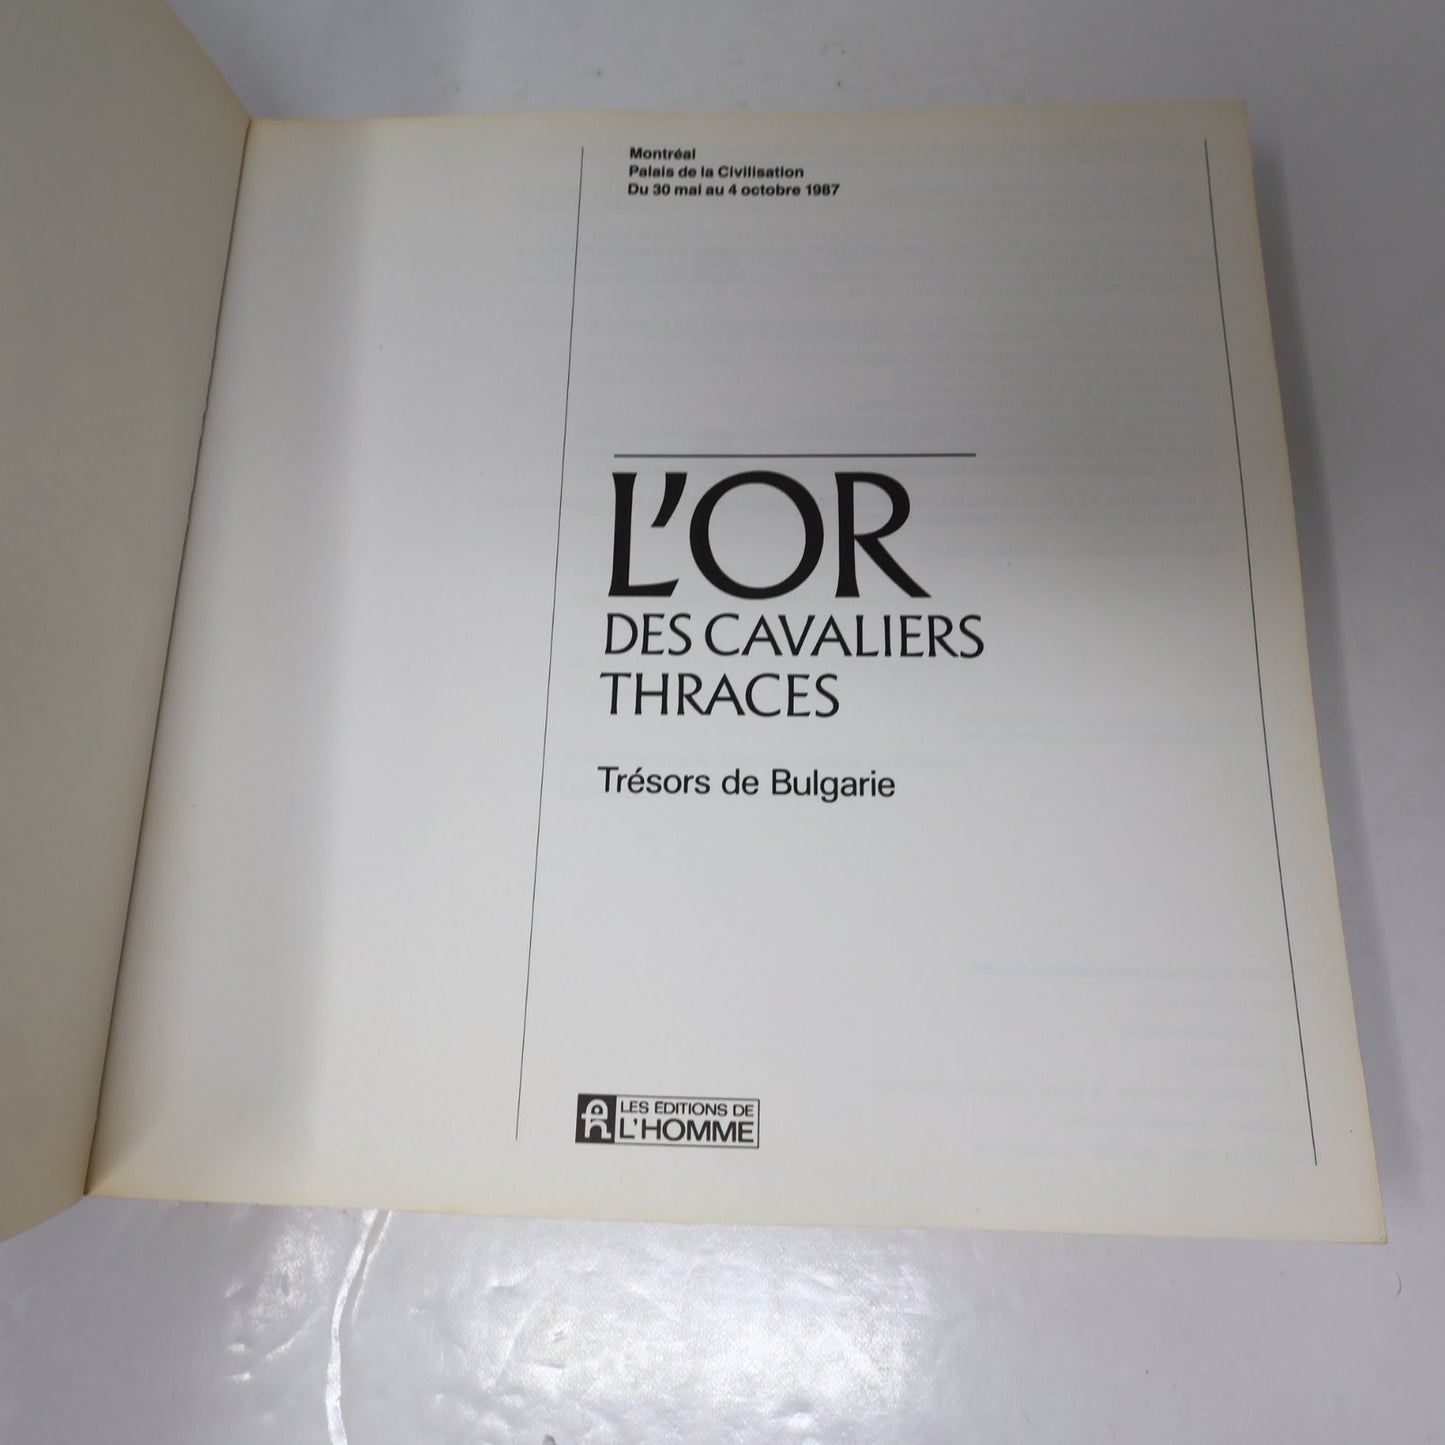 Montréal
Palais de la Civilisation
Du 30 mai au 4 octobre 1987
L'OR
DES CAVALIERS
THRACES
Trésors de Bulgarie
LES ÉDITIONS DE
L'HOMME